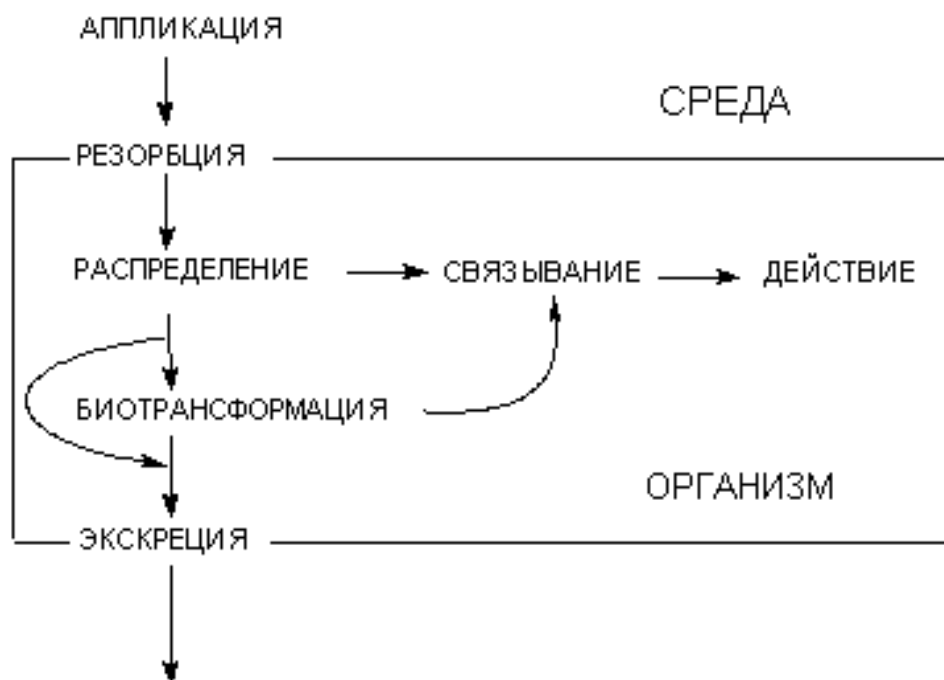 АППЛИКАЦИЯ
СРЕДА
РЕЗОРБЦИЯ
РАСПРЕДЕЛЕНИЕ
СВЯЗЫВАНИЕ
ДЕЙСТВИЕ
БИОТРАНСФОРМАЦИЯ
ОРГАНИЗМ
ЭКСКРЕЦИЯ